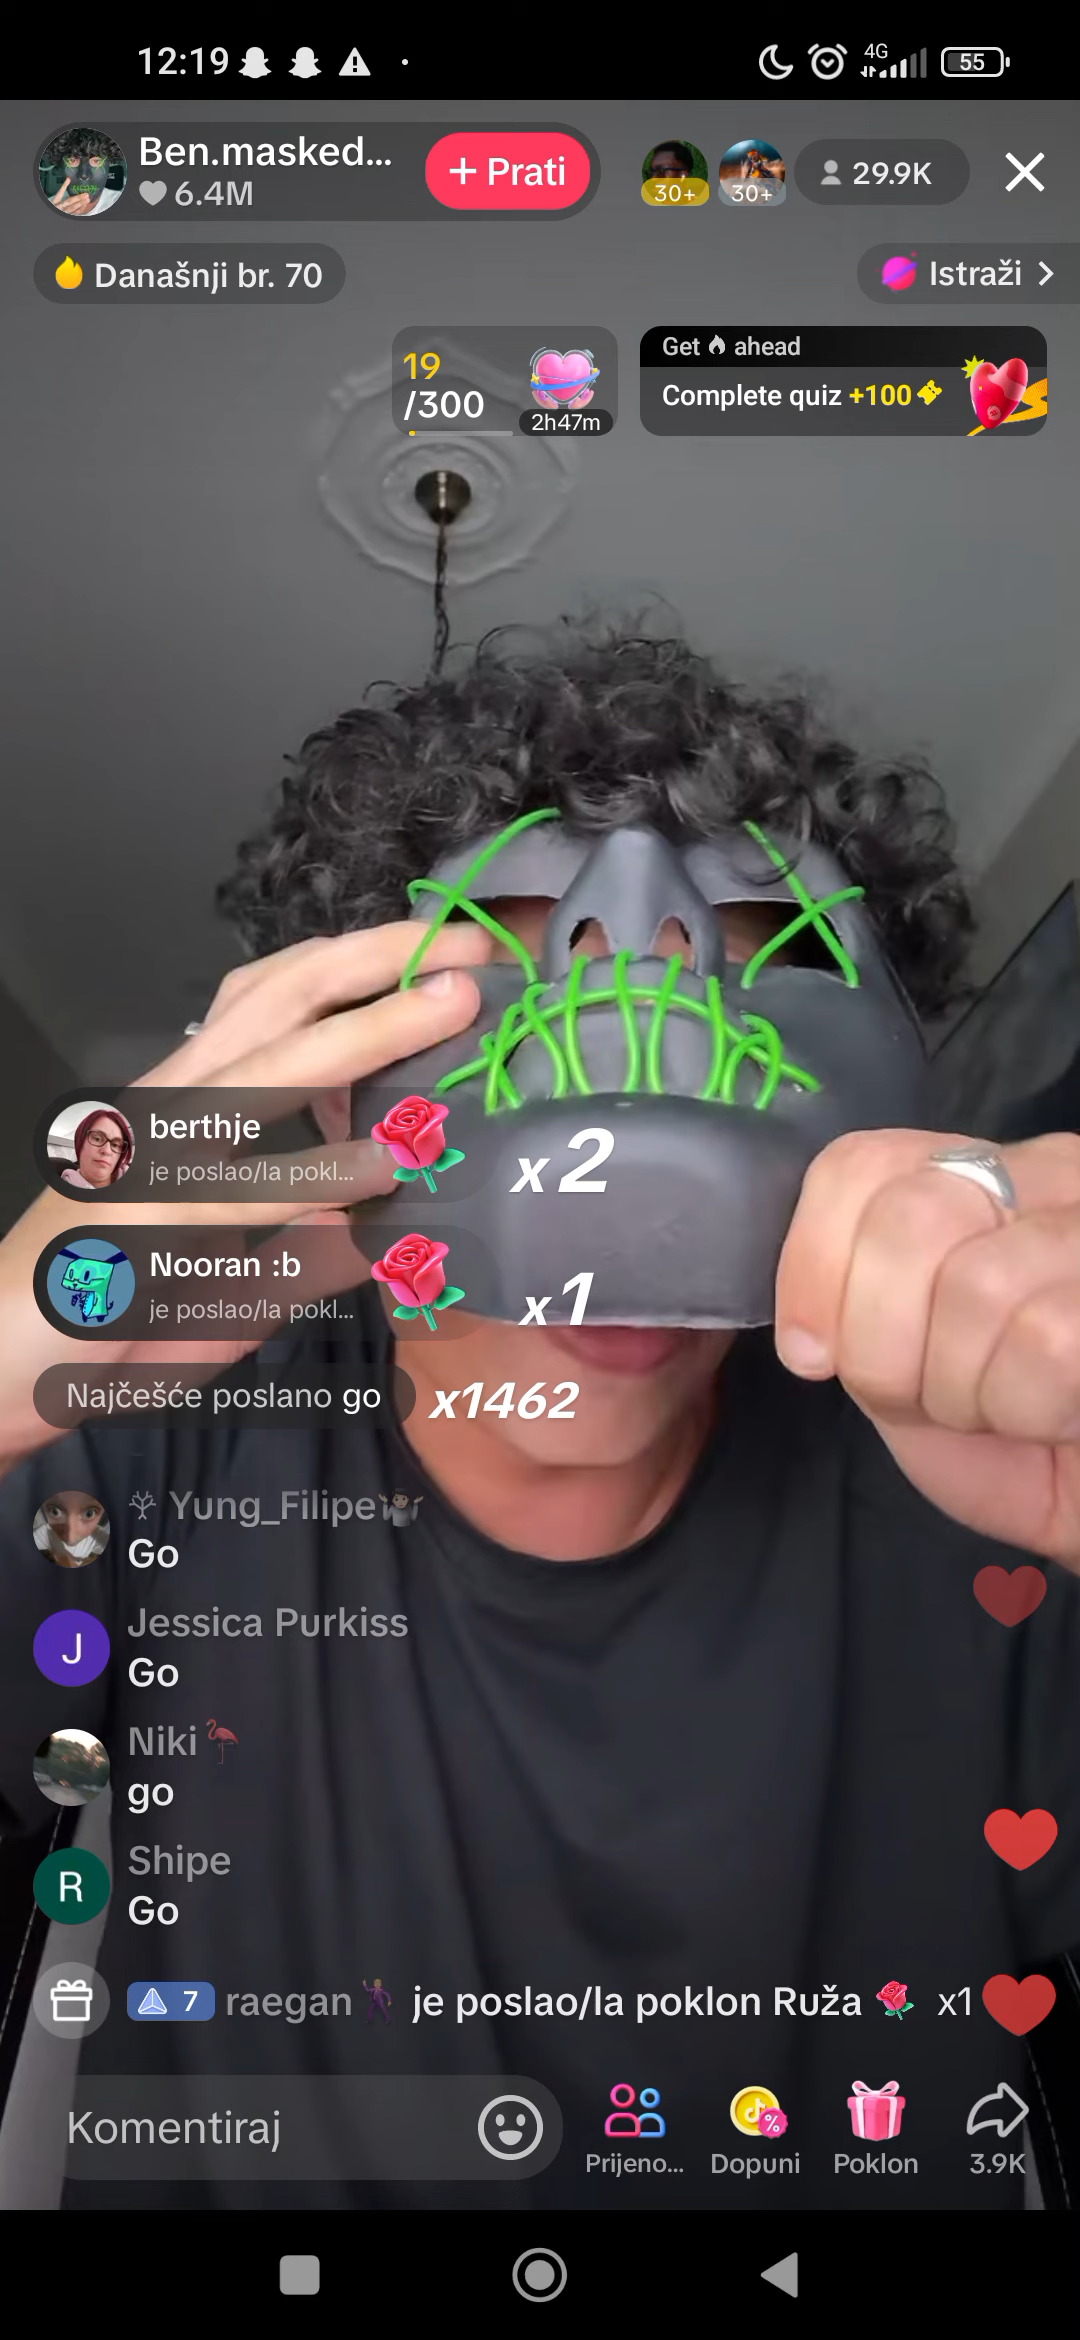 12:19
4G
55
Ben.masked...
6.4M
+ Prati
30+
30+
29.9K
Današnji br. 70
Istraži
19
/300
2h47m
Get ahead
Complete quiz +100
berthje
je poslao/la pokl...
x2
Nooran :b
je poslao/la pokl...
x1
Najčešće poslano go
x1462
Yung_Filipe
Go
J
Jessica Purkiss
Go
Niki
go
R
Shipe
Go
7 raegan je poslao/la poklon Ruža x1
Komentiraj
%
Prijeno...
Dopuni
Poklon
3.9K